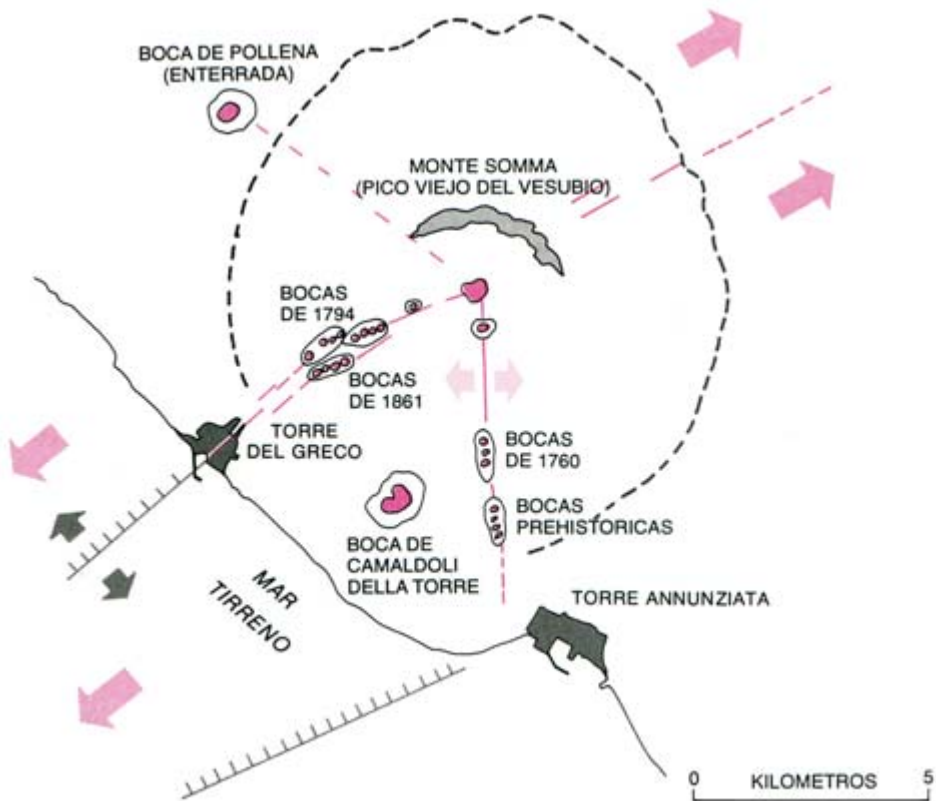 BOCA DE POLLENA
(ENTERRADA)
MONTE SOMMA
(PICO VIEJO DEL VESUBIO)
BOCAS
DE 1794
BOCAS
DE 1861
TORRE
DEL GRECO
BOCAS
DE 1760
BOCAS
PREHISTORICAS
BOCA DE
CAMALDOLI
DELLA TORRE
MAR
TIRRENO
TORRE ANNUNZIATA
0 KILOMETROS 5